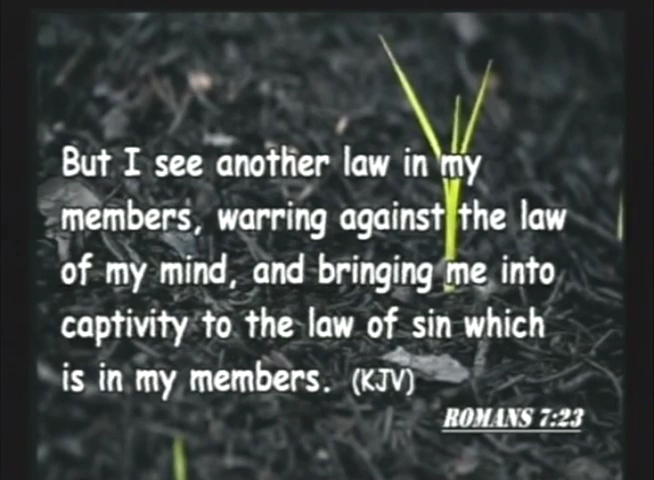 But I see another law in my
members, warring against the law
of my mind, and bringing me into
captivity to the law of sin which
is in my members. (KJV)
ROMANS 7:23